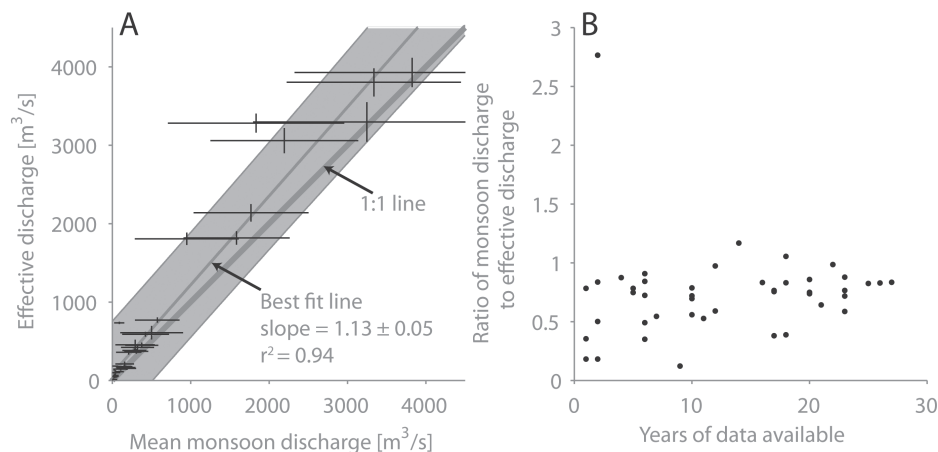 A
Effective discharge [m³/s]
4000
3000
2000
1000
0
0 1000 2000 3000 4000
Mean monsoon discharge [m³/s]
1:1 line
Best fit line
slope = 1.13 ± 0.05
r² = 0.94
B
Ratio of monsoon discharge
to effective discharge
3
2.5
2
1.5
1
0.5
0
0 10 20 30
Years of data available